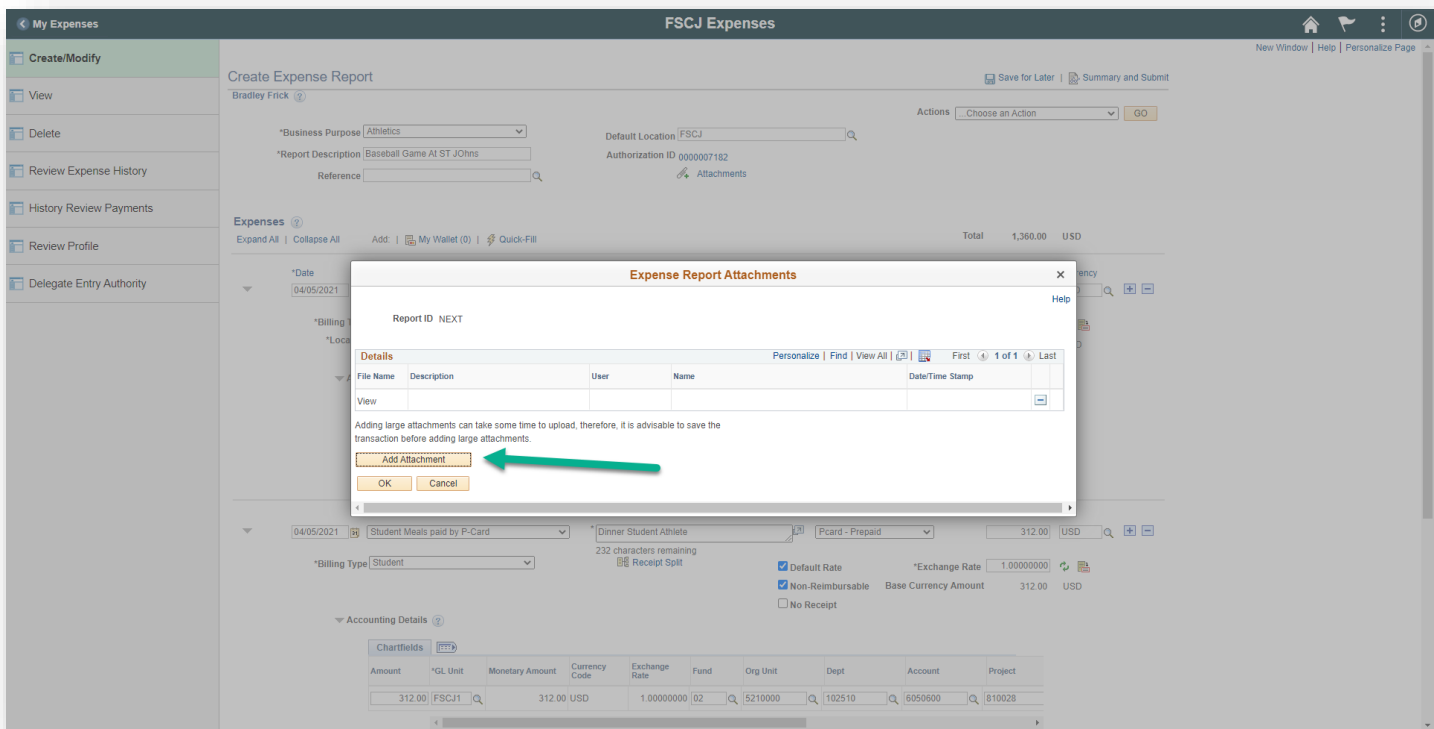 My Expenses
FSCJ Expenses
New Window | Help | Personalize Page
Create/Modify
View
Delete
Review Expense History
History Review Payments
Review Profile
Delegate Entry Authority
Create Expense Report
Save for Later | Summary and Submit
Bradley Frick
Actions ...Choose an Action GO
*Business Purpose Athletics
Default Location FSCJ
*Report Description Baseball Game At ST JOhns
Authorization ID 0000007182
Reference
Attachments
Expenses
Expand All | Collapse All Add: | My Wallet (0) | Quick-Fill
Total 1,360.00 USD
*Date
04/05/2021
*Billing
Expense Report Attachments
Help
Report ID NEXT
Details Personalize | Find | View All | First 1 of 1 Last
File Name Description User Name Date/Time Stamp
View
Adding large attachments can take some time to upload, therefore, it is advisable to save the
transaction before adding large attachments.
Add Attachment
OK Cancel
04/05/2021 Student Meals paid by P-Card *Dinner Student Athlete Pcard - Prepaid 312.00 USD
232 characters remaining
*Billing Type Student Receipt Split
Default Rate *Exchange Rate 1.00000000
Non-Reimbursable Base Currency Amount 312.00 USD
No Receipt
Accounting Details
Chartfields
Amount *GL Unit Monetary Amount Currency Code Exchange Rate Fund Org Unit Dept Account Project
312.00 FSCJ1 312.00 USD 1.00000000 02 5210000 102510 6050600 810028